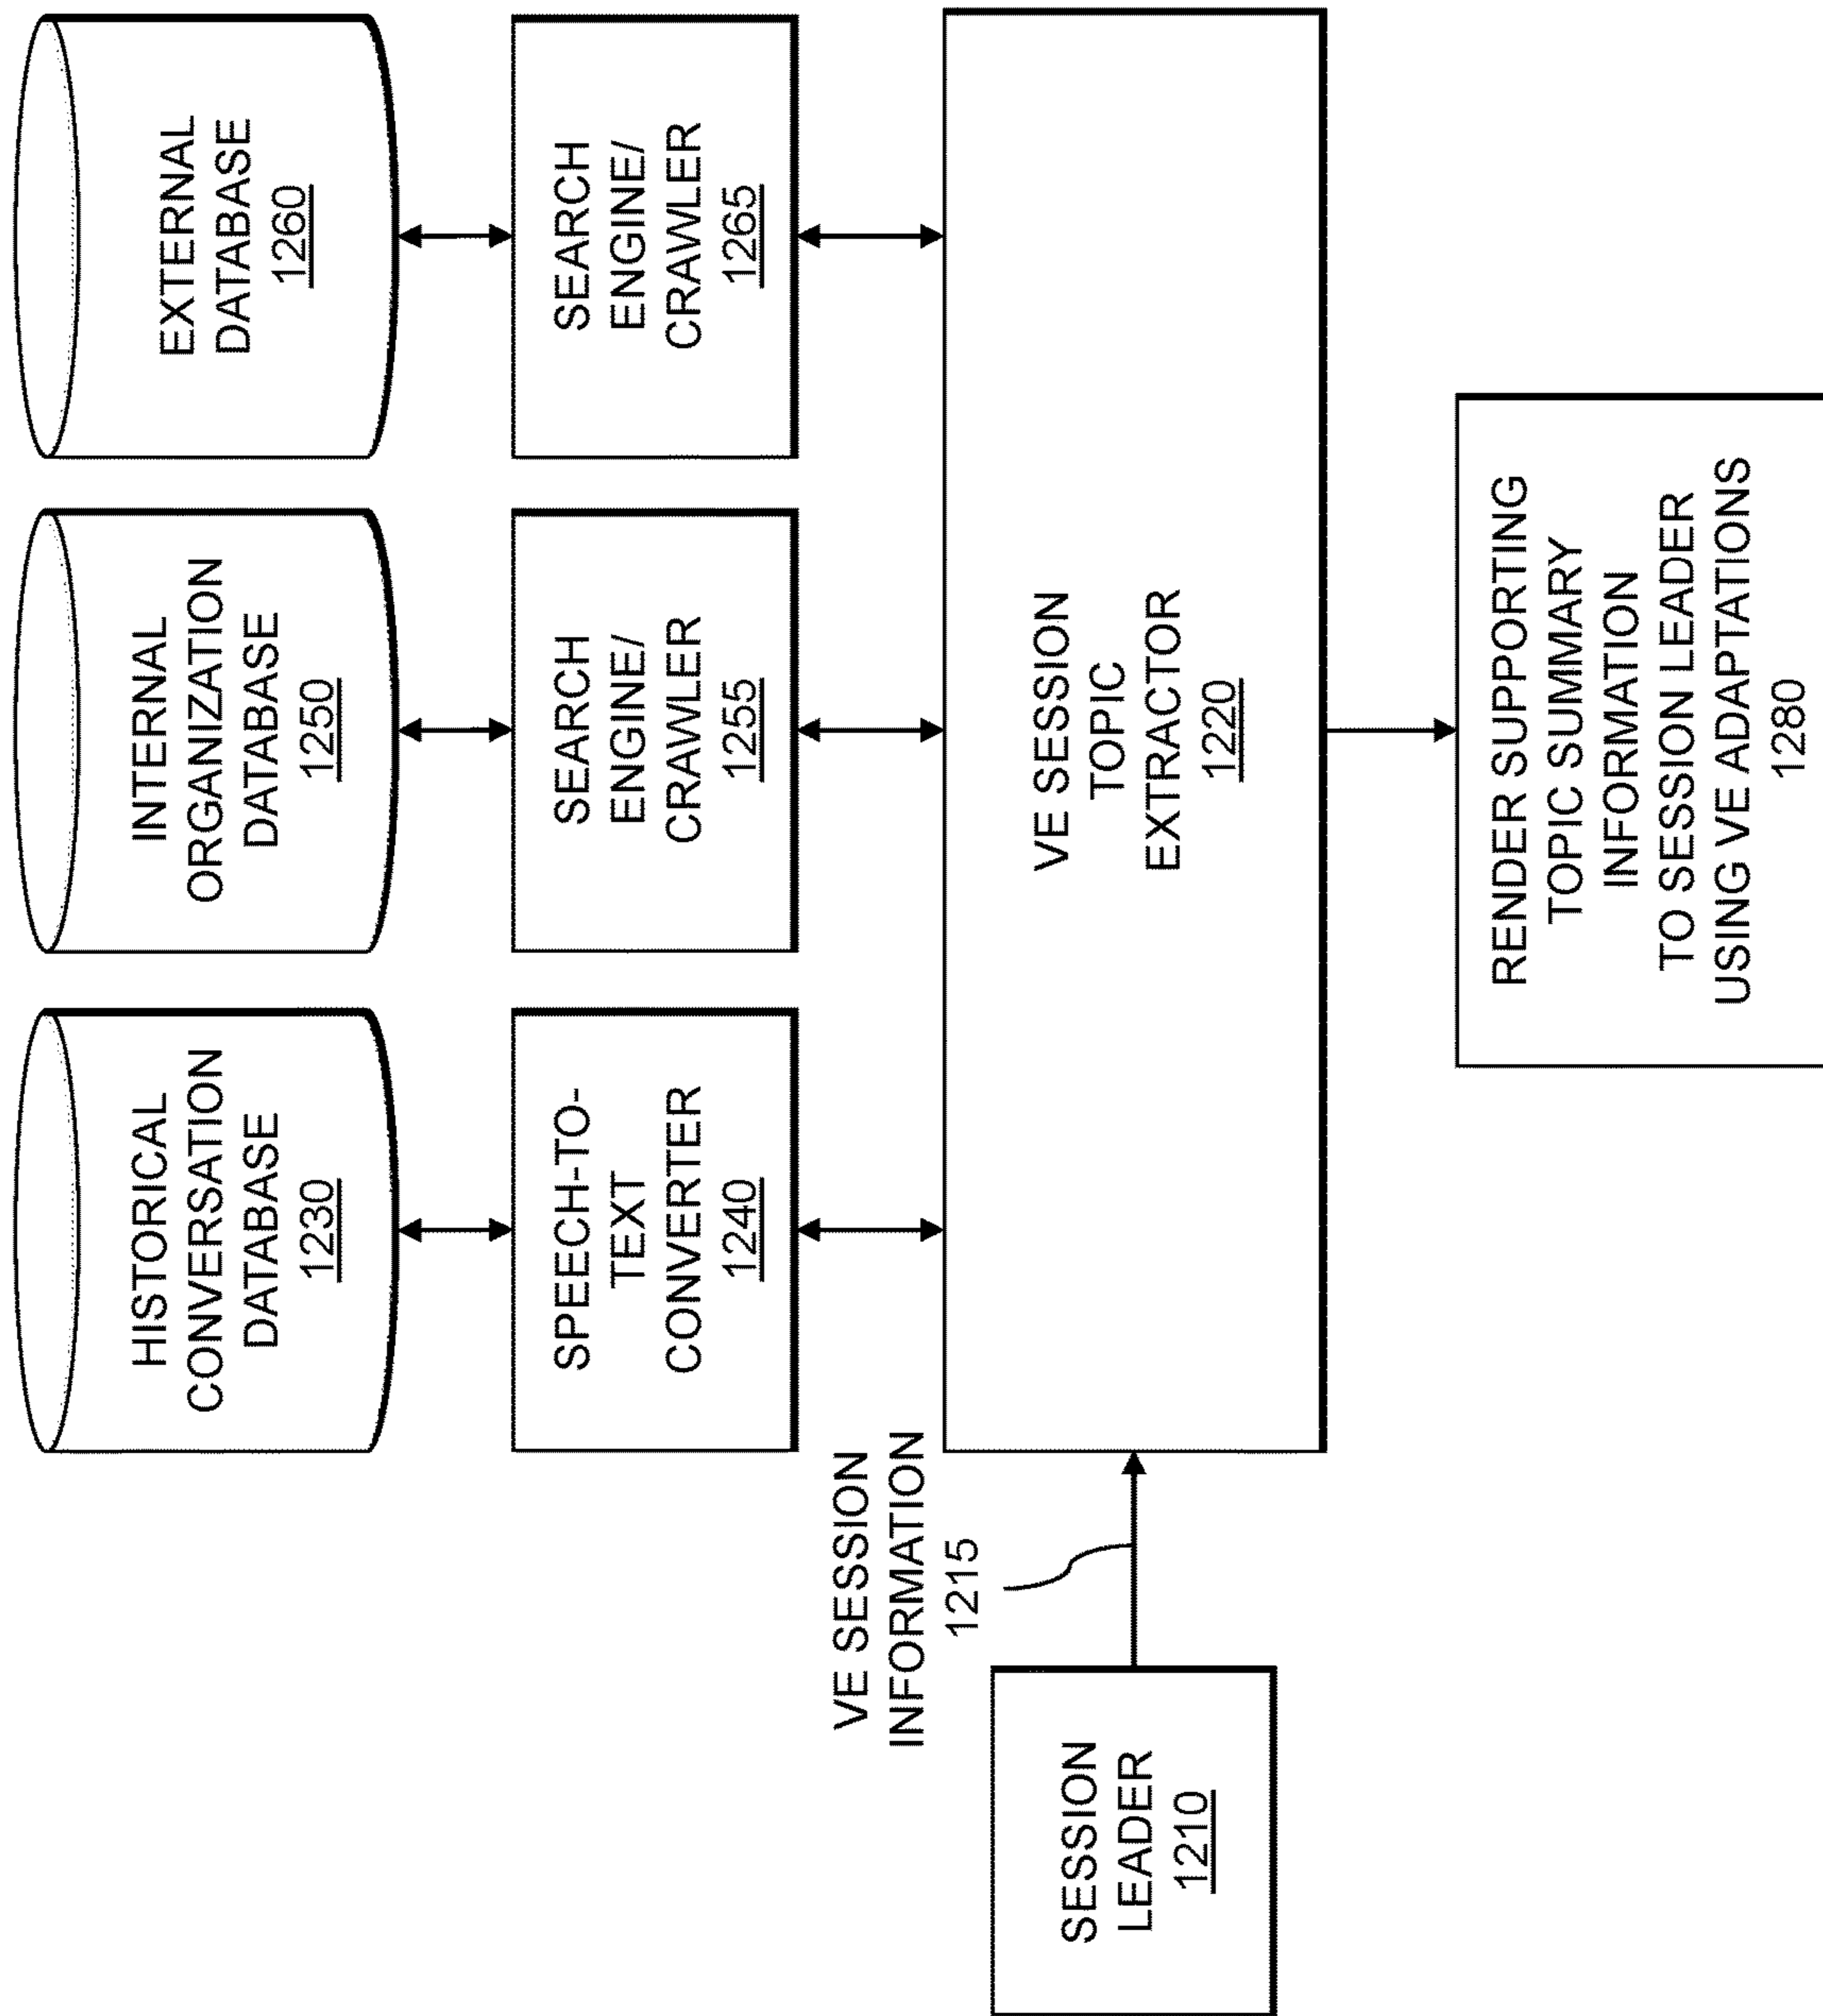 HISTORICAL
CONVERSATION
DATABASE
1230
INTERNAL
ORGANIZATION
DATABASE
1250
EXTERNAL
DATABASE
1260
SPEECH-TO-
TEXT
CONVERTER
1240
SEARCH
ENGINE/
CRAWLER
1255
SEARCH
ENGINE/
CRAWLER
1265
VE SESSION
INFORMATION
1215
SESSION
LEADER
1210
VE SESSION
TOPIC
EXTRACTOR
1220
RENDER SUPPORTING
TOPIC SUMMARY
INFORMATION
TO SESSION LEADER
USING VE ADAPTATIONS
1280